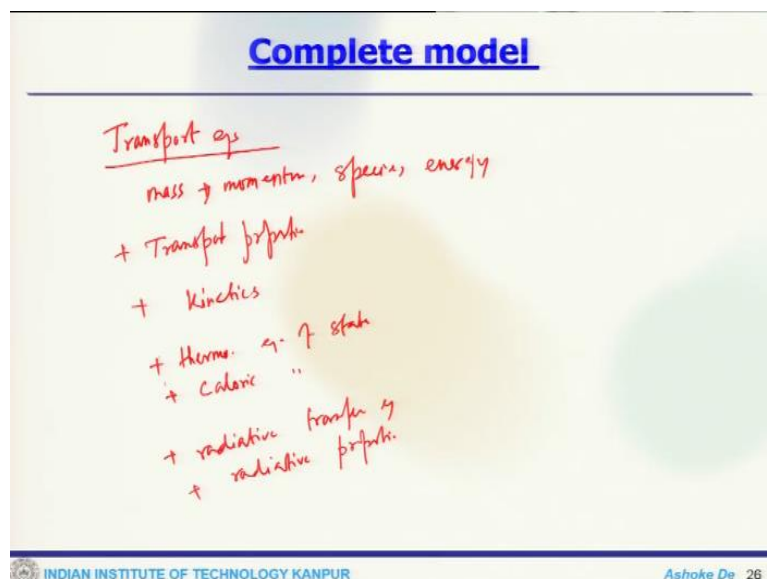 Complete model
Transport eqs
mass + momentum, species, energy
+ Transport properties
+ Kinetics
+ thermo. eq. of state
+ Caloric "
+ radiative transfer eq
+ radiative properties
INDIAN INSTITUTE OF TECHNOLOGY KANPUR
Ashoke De 26